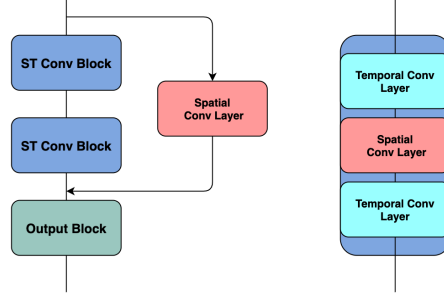 ST Conv Block
Spatial
Conv Layer
ST Conv Block
Output Block
Temporal Conv
Layer
Spatial
Conv Layer
Temporal Conv
Layer